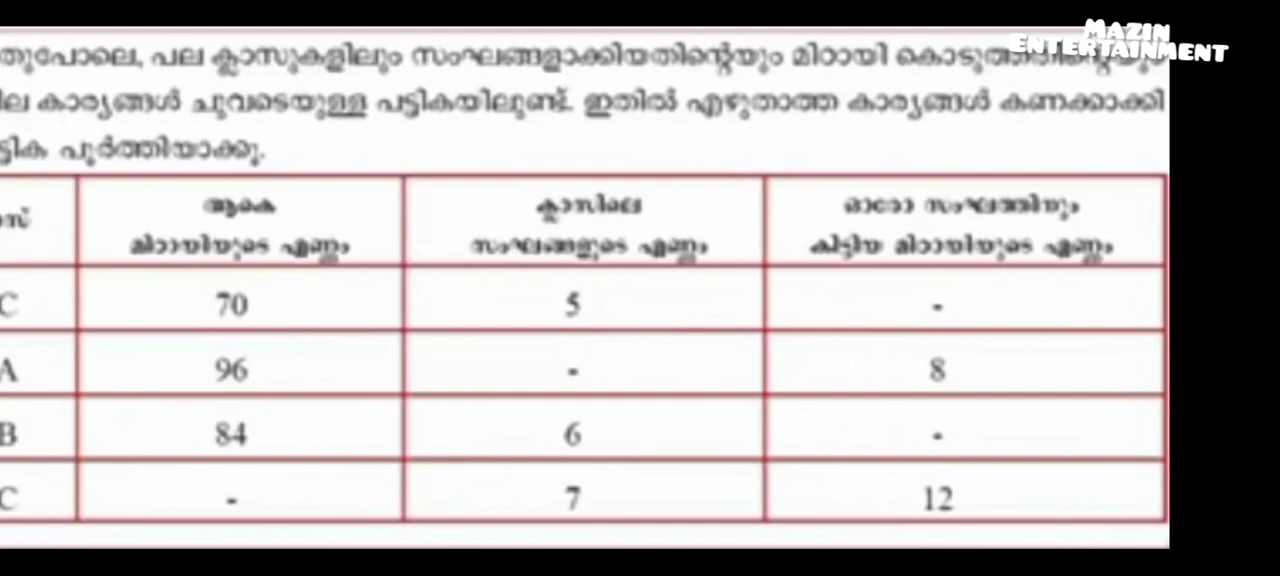 MAZIN
ENTERTAINMENT
തുപോലെ, പല ക്ലാസുകളിലും സംഘങ്ങളാക്കിയതിന്റെയും മിഠായി കൊടുത്തതിന്റെയും
ല കാര്യങ്ങൾ ചുവടെയുള്ള പട്ടികയിലുണ്ട്. ഇതിൽ എഴുതാത്ത കാര്യങ്ങൾ കണക്കാക്കി
ട്ടിക പൂർത്തിയാക്കൂ.
സ് ആകെ മിഠായിയുടെ എണ്ണം ക്ലാസിലെ സംഘങ്ങളുടെ എണ്ണം ഓരോ സംഘത്തിനും കിട്ടിയ മിഠായിയുടെ എണ്ണം
C 70 5 -
A 96 - 8
B 84 6 -
C - 7 12